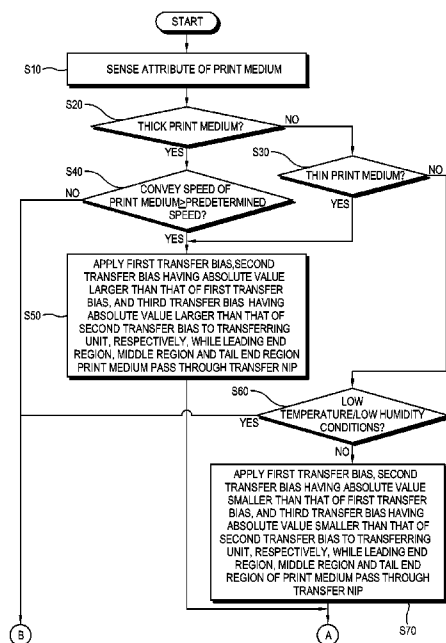 START
S10
SENSE ATTRIBUTE OF PRINT MEDIUM
S20
THICK PRINT MEDIUM?
NO
YES
S30
THIN PRINT MEDIUM?
NO
YES
S40
NO
CONVEY SPEED OF
PRINT MEDIUM≥PREDETERMINED
SPEED?
YES
S50
APPLY FIRST TRANSFER BIAS,SECOND
TRANSFER BIAS HAVING ABSOLUTE VALUE
LARGER THAN THAT OF FIRST TRANSFER
BIAS, AND THIRD TRANSFER BIAS HAVING
ABSOLUTE VALUE LARGER THAN THAT OF
SECOND TRANSFER BIAS TO TRANSFERRING
UNIT, RESPECTIVELY, WHILE LEADING END
REGION, MIDDLE REGION AND TAIL END REGION
PRINT MEDIUM PASS THROUGH TRANSFER NIP
S60
LOW
TEMPERATURE/LOW HUMIDITY
CONDITIONS?
YES
NO
APPLY FIRST TRANSFER BIAS, SECOND
TRANSFER BIAS HAVING ABSOLUTE VALUE
SMALLER THAN THAT OF FIRST TRANSFER
BIAS, AND THIRD TRANSFER BIAS HAVING
ABSOLUTE VALUE SMALLER THAN THAT OF
SECOND TRANSFER BIAS TO TRANSFERRING
UNIT, RESPECTIVELY, WHILE LEADING END
REGION, MIDDLE REGION AND TAIL END
REGION OF PRINT MEDIUM PASS THROUGH
TRANSFER NIP
S70
B
A